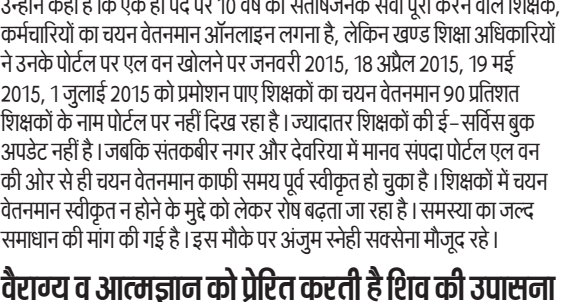 उन्होंने कहा है कि एक ही पद पर 10 वर्ष की संतोषजनक सेवा पूरी करने वाले शिक्षक,
कर्मचारियों का चयन वेतनमान ऑनलाइन लगना है, लेकिन खण्ड शिक्षा अधिकारियों
ने उनके पोर्टल पर एल वन खोलने पर जनवरी 2015, 18 अप्रैल 2015, 19 मई
2015, 1 जुलाई 2015 को प्रमोशन पाए शिक्षकों का चयन वेतनमान 90 प्रतिशत
शिक्षकों के नाम पोर्टल पर नहीं दिख रहा है। ज्यादातर शिक्षकों की ई-सर्विस बुक
अपडेट नहीं है। जबकि संतकबीर नगर और देवरिया में मानव संपदा पोर्टल एल वन
की ओर से ही चयन वेतनमान काफी समय पूर्व स्वीकृत हो चुका है। शिक्षकों में चयन
वेतनमान स्वीकृत न होने के मुद्दे को लेकर रोष बढ़ता जा रहा है। समस्या का जल्द
समाधान की मांग की गई है। इस मौके पर अंजुम स्नेही सक्सेना मौजूद रहे।
वैराग्य व आत्मज्ञान को प्रेरित करती है शिव की उपासना